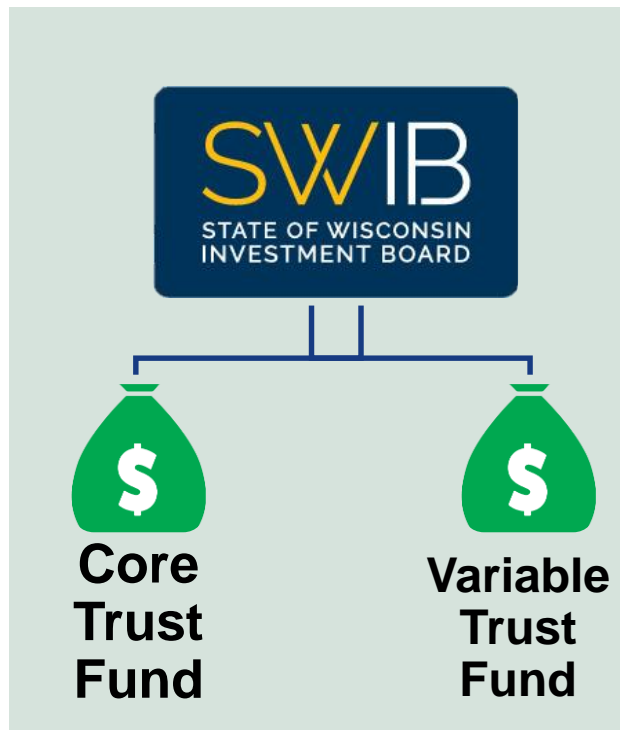 SWIB
STATE OF WISCONSIN
INVESTMENT BOARD
$
$
Core
Trust
Fund
Variable
Trust
Fund